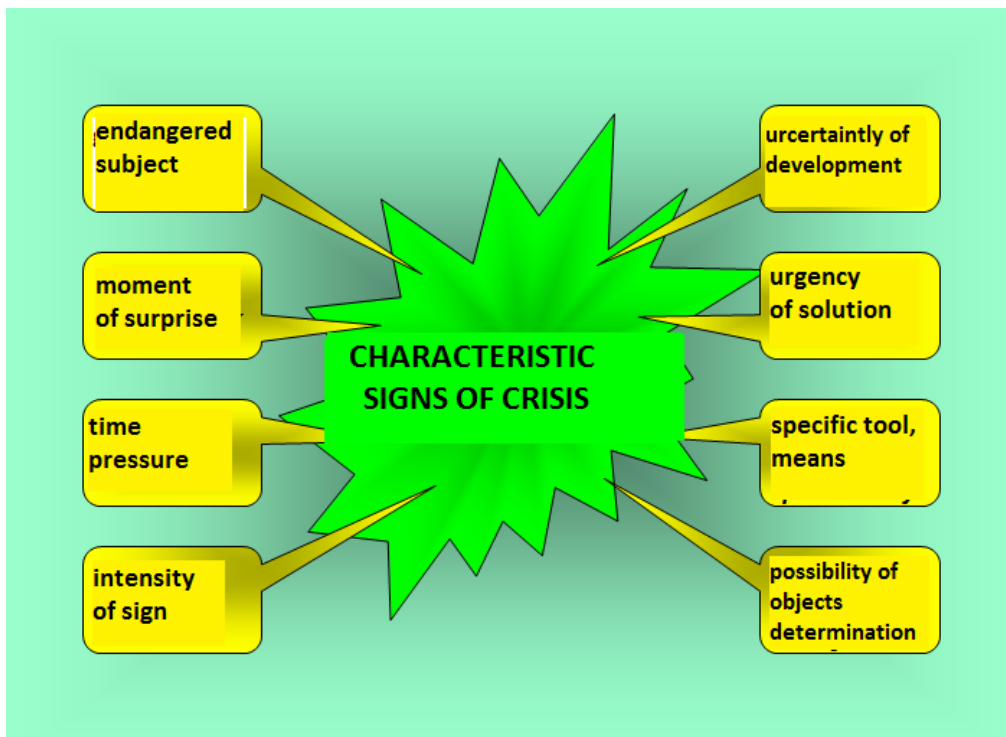 endangered
subject
moment
of surprise
time
pressure
intensity
of sign
CHARACTERISTIC
SIGNS OF CRISIS
urcertaintly of
development
urgency
of solution
specific tool,
means
possibility of
objects
determination